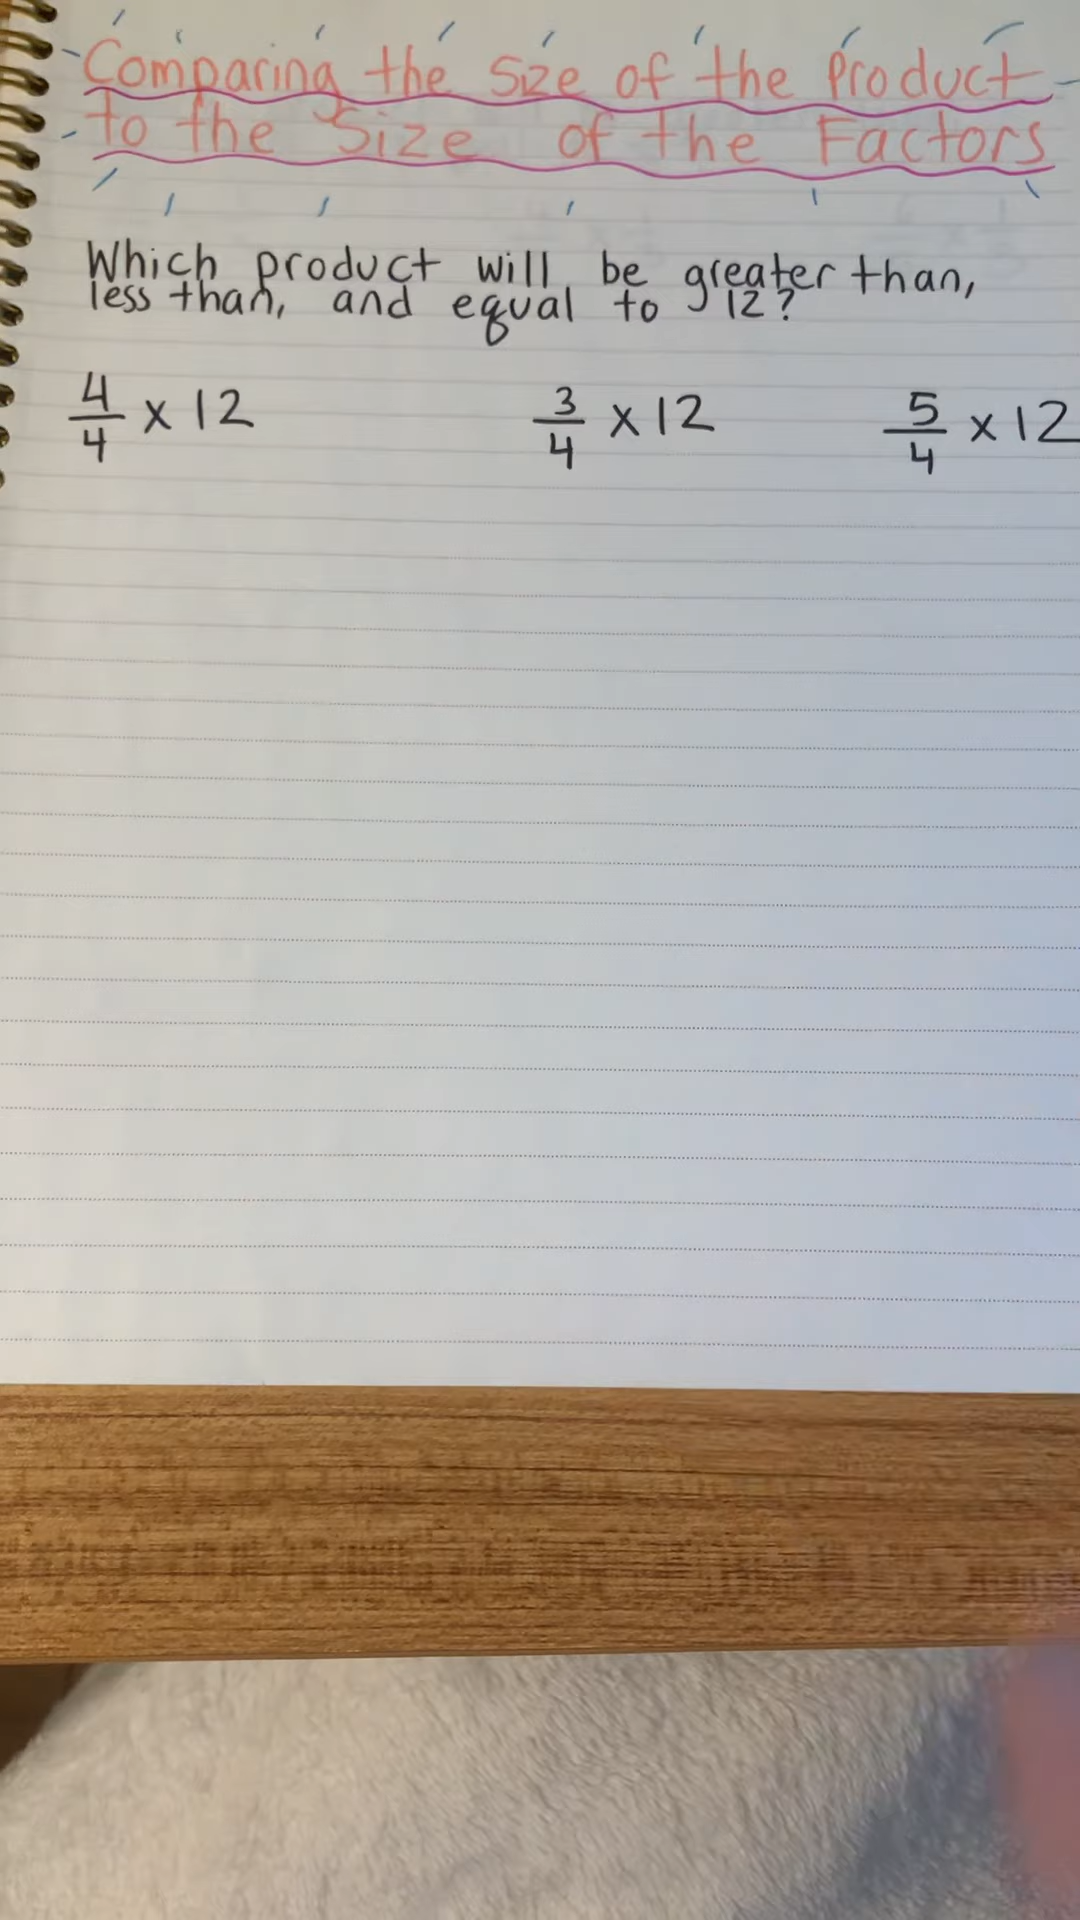 Comparing the Size of the Product
to the Size of the Factors
Which product will be greater than,
less than, and equal to 12?
4/4 x 12 3/4 x 12 5/4 x 12